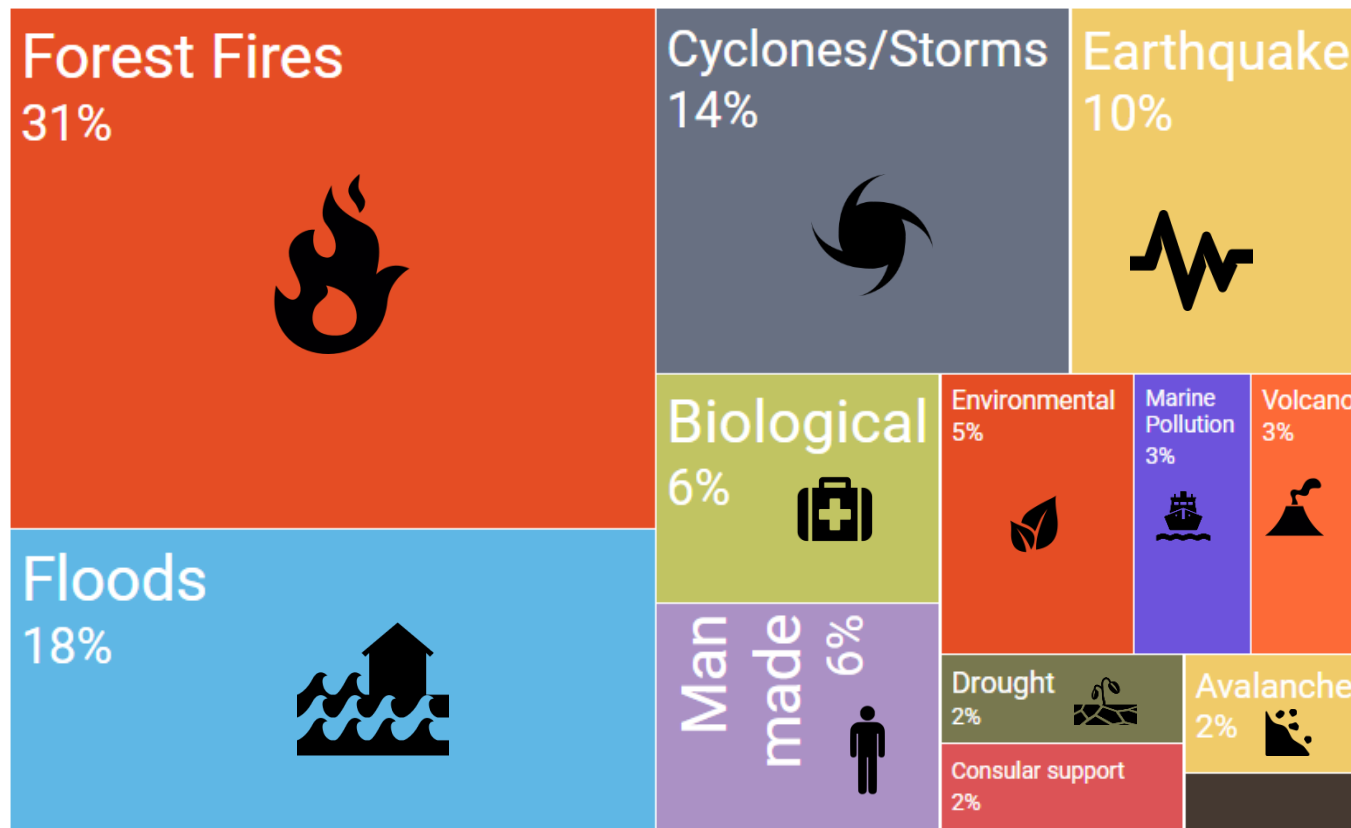 Forest Fires
31%
Cyclones/Storms
14%
Earthquake
10%
Biological
6%
Environmental
5%
Marine
Pollution
3%
Volcano
3%
Floods
18%
Man
made
6%
Drought
2%
Avalanche
2%
Consular support
2%